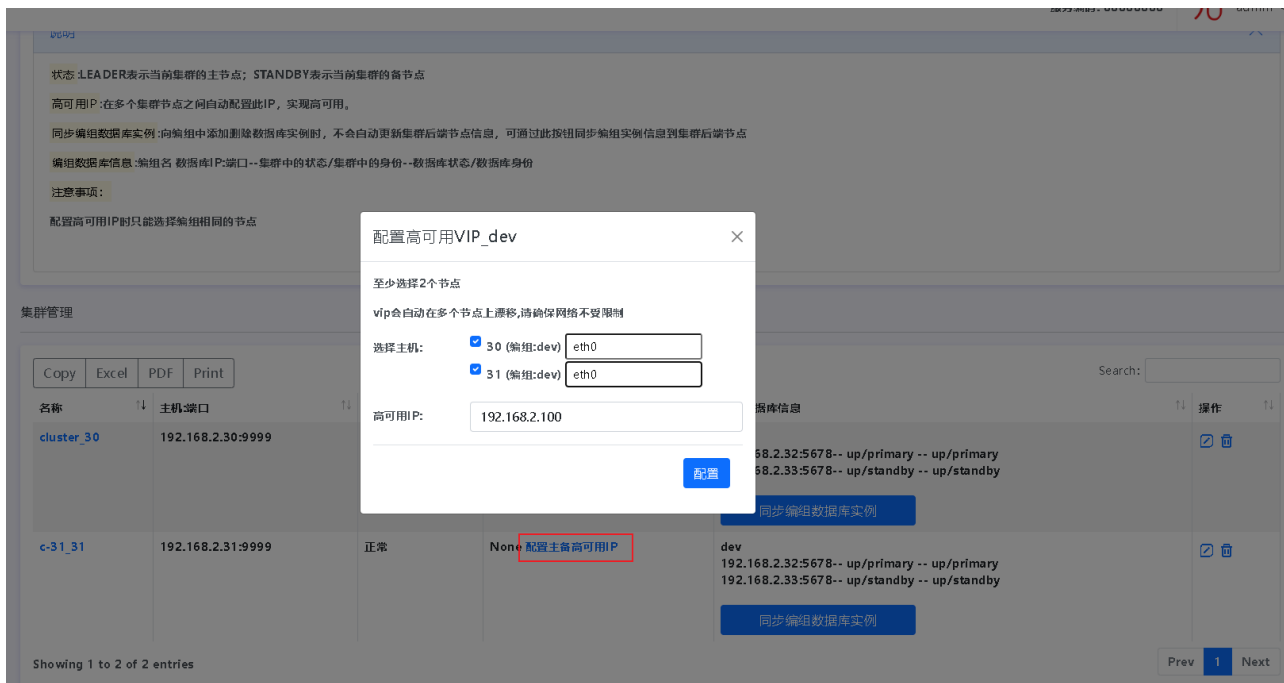 admin
说明
状态:LEADER表示当前集群的主节点；STANDBY表示当前集群的备节点
高可用IP:在多个集群节点之间自动配置此IP，实现高可用。
同步编组数据库实例:向编组中添加删除数据库实例时，不会自动更新集群后端节点信息，可通过此按钮同步编组实例信息到集群后端节点
编组数据库信息:编组名 数据库IP:端口--集群中的状态/集群中的身份--数据库状态/数据库身份
注意事项：
配置高可用IP时只能选择编组相同的节点
配置高可用VIP_dev
至少选择2个节点
vip会自动在多个节点上漂移,请确保网络不受限制
选择主机: 30 (编组:dev) eth0
31 (编组:dev) eth0
高可用IP: 192.168.2.100
配置
集群管理
Copy Excel PDF Print Search:
名称 主机:端口 据库信息 操作
cluster_30 192.168.2.30:9999
68.2.32:5678-- up/primary -- up/primary
68.2.33:5678-- up/standby -- up/standby
同步编组数据库实例
c-31_31 192.168.2.31:9999 正常 None 配置主备高可用IP dev
192.168.2.32:5678-- up/primary -- up/primary
192.168.2.33:5678-- up/standby -- up/standby
同步编组数据库实例
Showing 1 to 2 of 2 entries Prev 1 Next